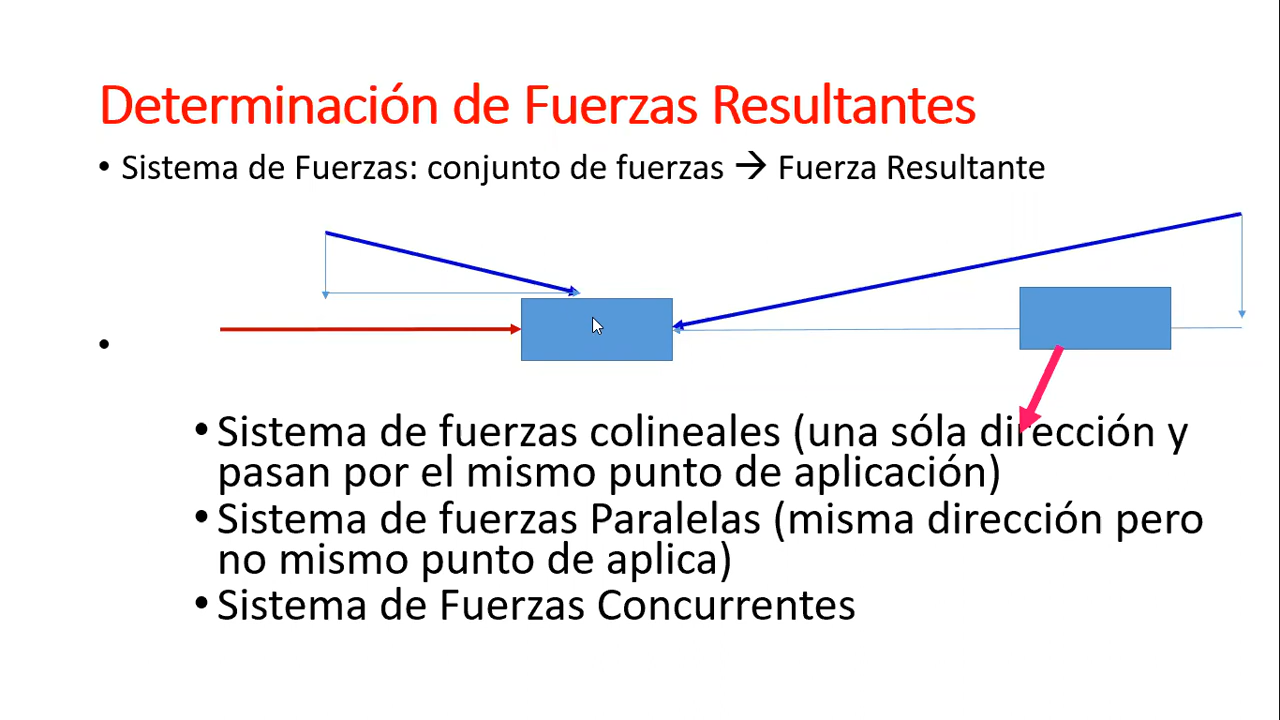 Determinación de Fuerzas Resultantes
• Sistema de Fuerzas: conjunto de fuerzas → Fuerza Resultante
•
• Sistema de fuerzas colineales (una sóla dirección y
pasan por el mismo punto de aplicación)
• Sistema de fuerzas Paralelas (misma dirección pero
no mismo punto de aplica)
• Sistema de Fuerzas Concurrentes